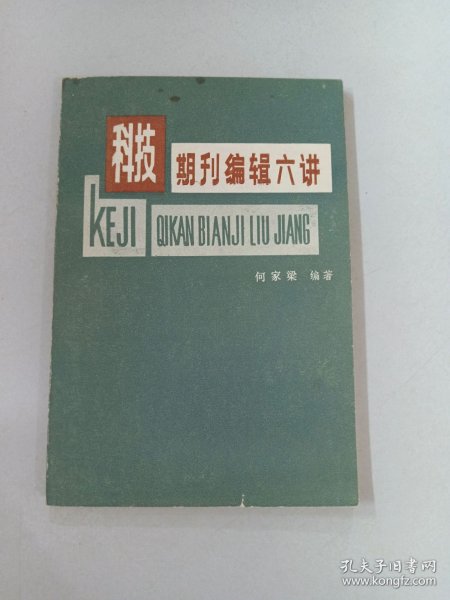 科技
期刊编辑六讲
KEJI
QIKAN BIANJI LIU JIANG
何家梁 编著
孔夫子旧书网
www.kongfz.com